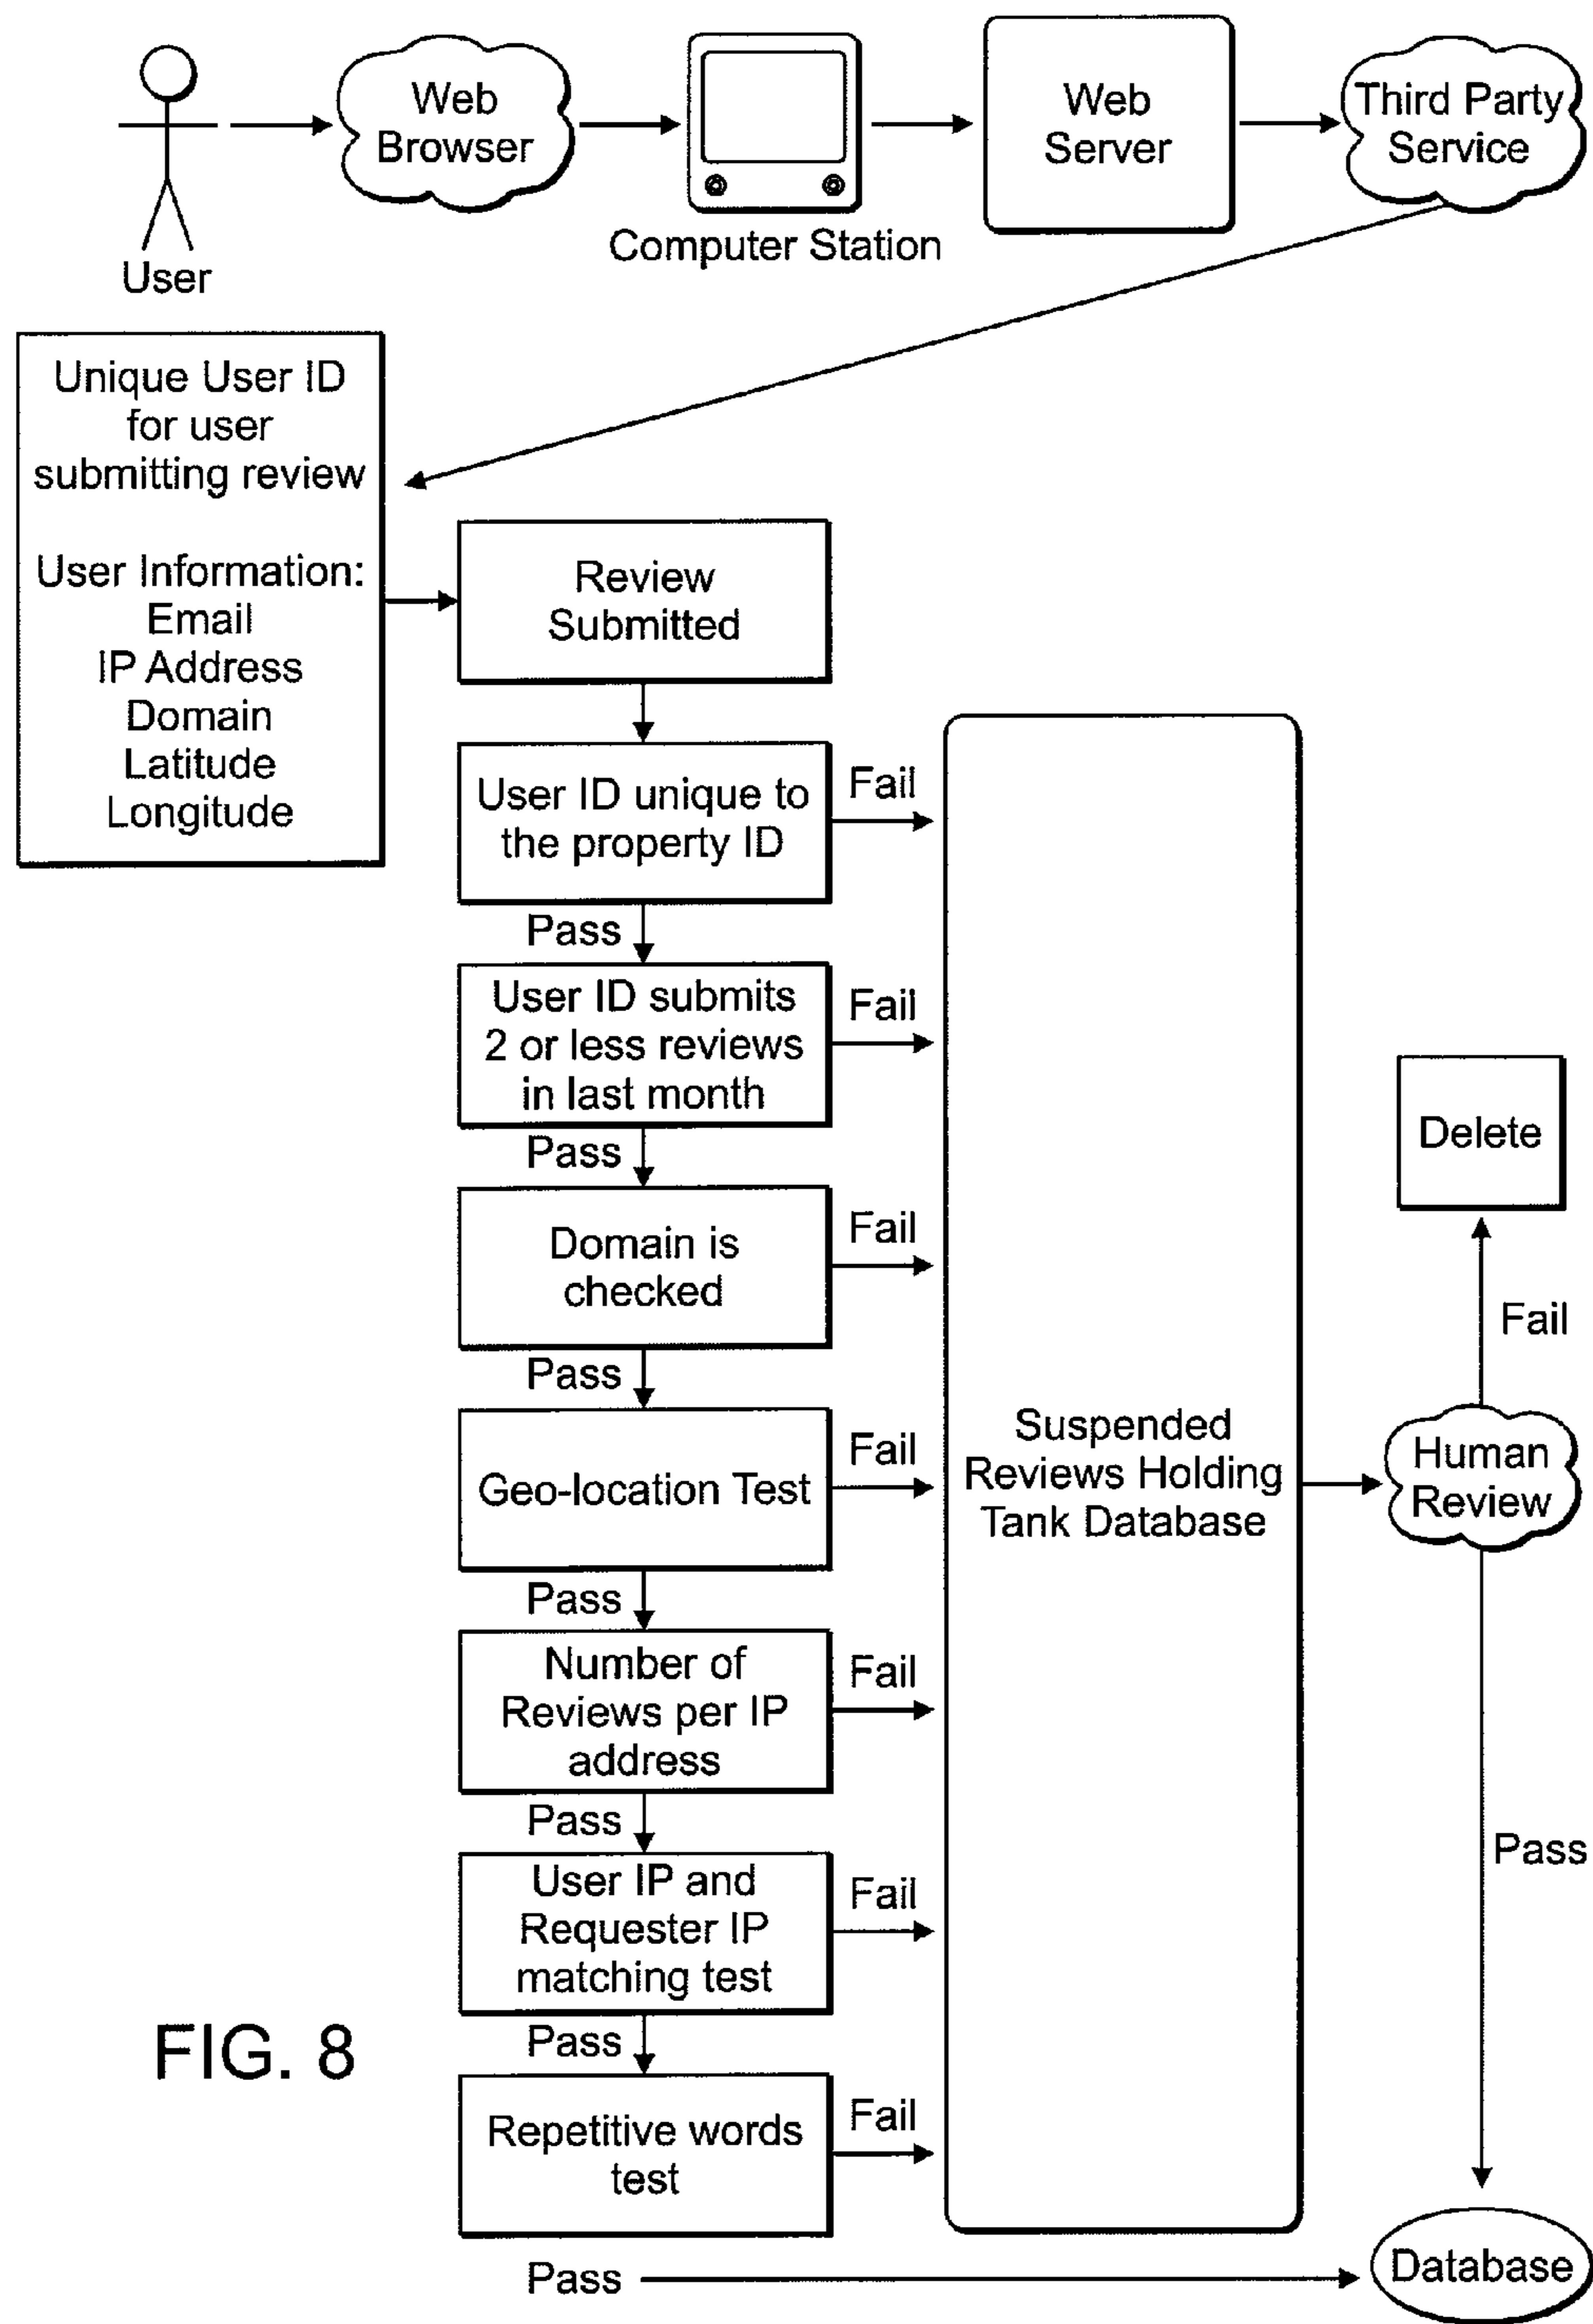 Web
Browser
Web
Server
Third Party
Service
Computer Station
User
Unique User ID
for user
submitting review
User Information:
Email
IP Address
Domain
Latitude
Longitude
Review
Submitted
User ID unique to
the property ID
Fail
Pass
User ID submits
2 or less reviews
in last month
Fail
Pass
Domain is
checked
Fail
Pass
Geo-location Test
Fail
Pass
Number of
Reviews per IP
address
Fail
Pass
User IP and
Requester IP
matching test
Fail
Pass
Repetitive words
test
Fail
Pass
Suspended
Reviews Holding
Tank Database
Delete
Fail
Human
Review
Pass
Database
FIG. 8